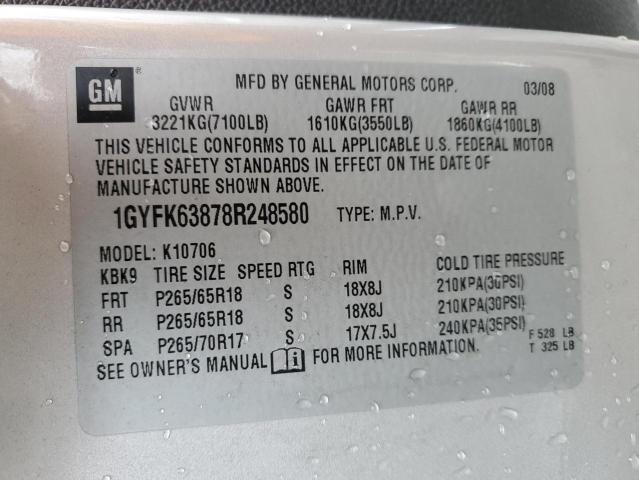 GM ® MFD BY GENERAL MOTORS CORP. 03/08
GVWR GAWR FRT GAWR RR
3221KG(7100LB) 1610KG(3550LB) 1860KG(4100LB)
THIS VEHICLE CONFORMS TO ALL APPLICABLE U.S. FEDERAL MOTOR
VEHICLE SAFETY STANDARDS IN EFFECT ON THE DATE OF
MANUFACTURE SHOWN ABOVE.
1GYFK63878R248580 TYPE: M.P.V.
MODEL: K10706
KBK9 TIRE SIZE SPEED RTG RIM COLD TIRE PRESSURE
FRT P265/65R18 S 18X8J 210KPA(30PSI)
RR P265/65R18 S 18X8J 210KPA(30PSI)
SPA P265/70R17 S 17X7.5J 240KPA(35PSI)
F 528 LB
T 325 LB
SEE OWNER'S MANUAL i FOR MORE INFORMATION.